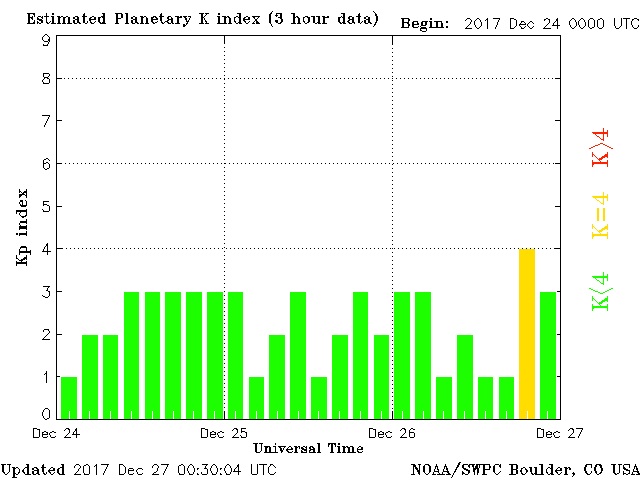 Estimated Planetary K index (3 hour data) Begin: 2017 Dec 24 0000 UTC
9
8
7
6
5
4
3
2
1
0
Kp index
K>4
K=4
K<4
Dec 24 Dec 25 Dec 26 Dec 27
Universal Time
Updated 2017 Dec 27 00:30:04 UTC NOAA/SWPC Boulder, CO USA